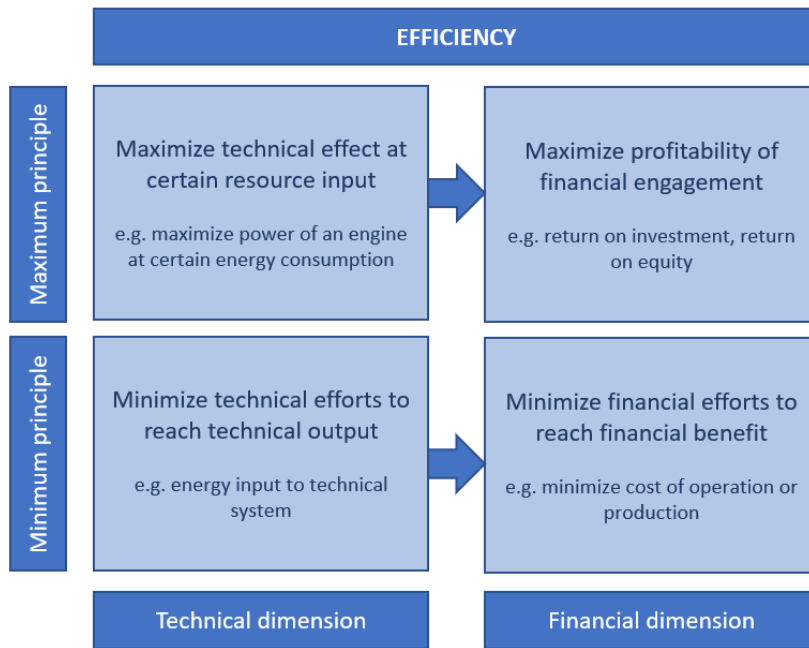 EFFICIENCY
Maximum principle
Maximize technical effect at
certain resource input
e.g. maximize power of an engine
at certain energy consumption
Maximize profitability of
financial engagement
e.g. return on investment, return
on equity
Minimum principle
Minimize technical efforts to
reach technical output
e.g. energy input to technical
system
Minimize financial efforts to
reach financial benefit
e.g. minimize cost of operation or
production
Technical dimension
Financial dimension